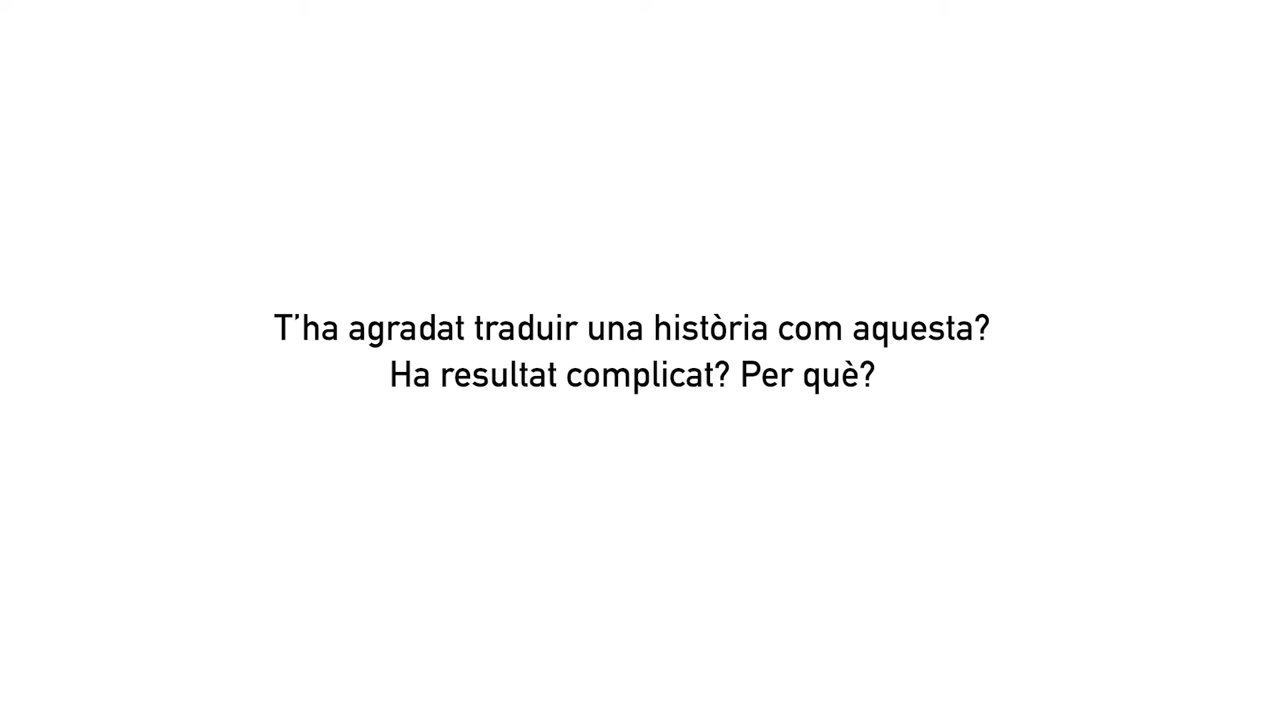 T’ha agradat traduir una història com aquesta?
Ha resultat complicat? Per què?